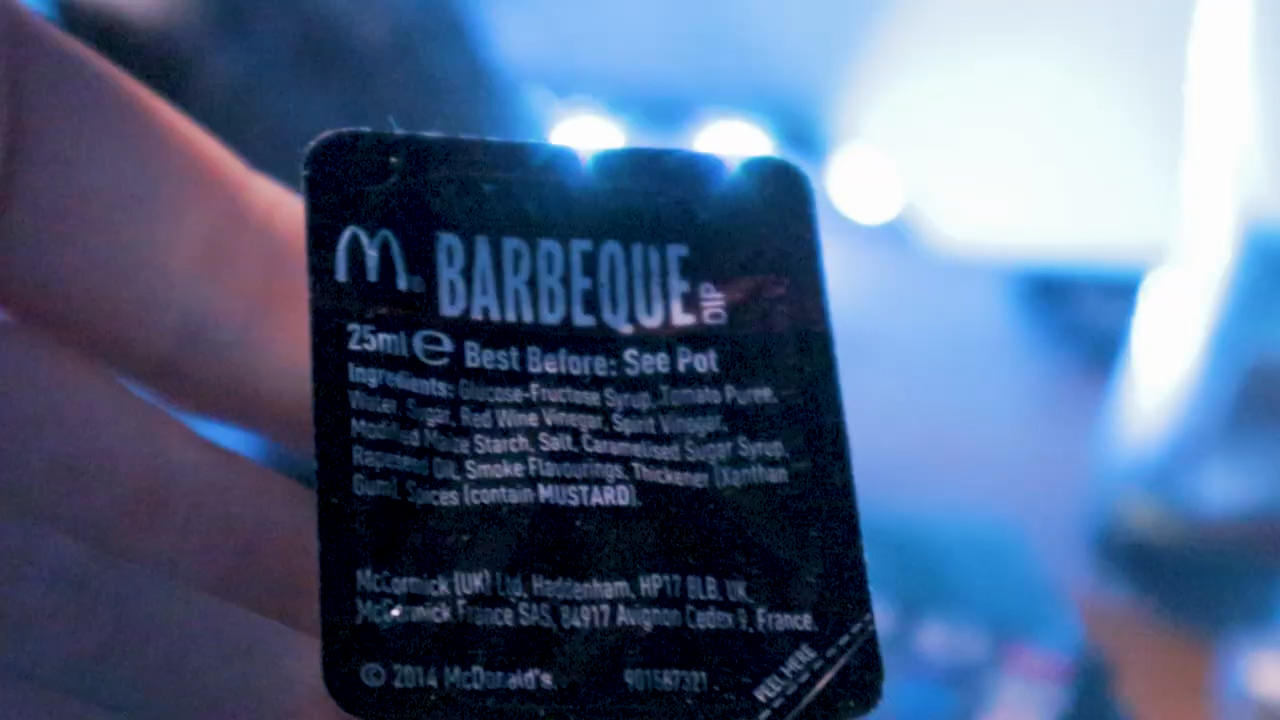 BARBEQUE DIP
25ml e Best Before: See Pot
Ingredients: Glucose-Fructose Syrup, Tomato Puree,
Water, Sugar, Red Wine Vinegar, Spirit Vinegar,
Modified Maize Starch, Salt, Caramelised Sugar Syrup,
Rapeseed Oil, Smoke Flavourings, Thickener (Xanthan
Gum), Spices (contain MUSTARD).
McCormick (UK) Ltd, Haddenham, HP17 8LB, UK.
McCormick France SAS, 84917 Avignon Cedex 9, France.
© 2014 McDonald's. 901587321
PEEL HERE